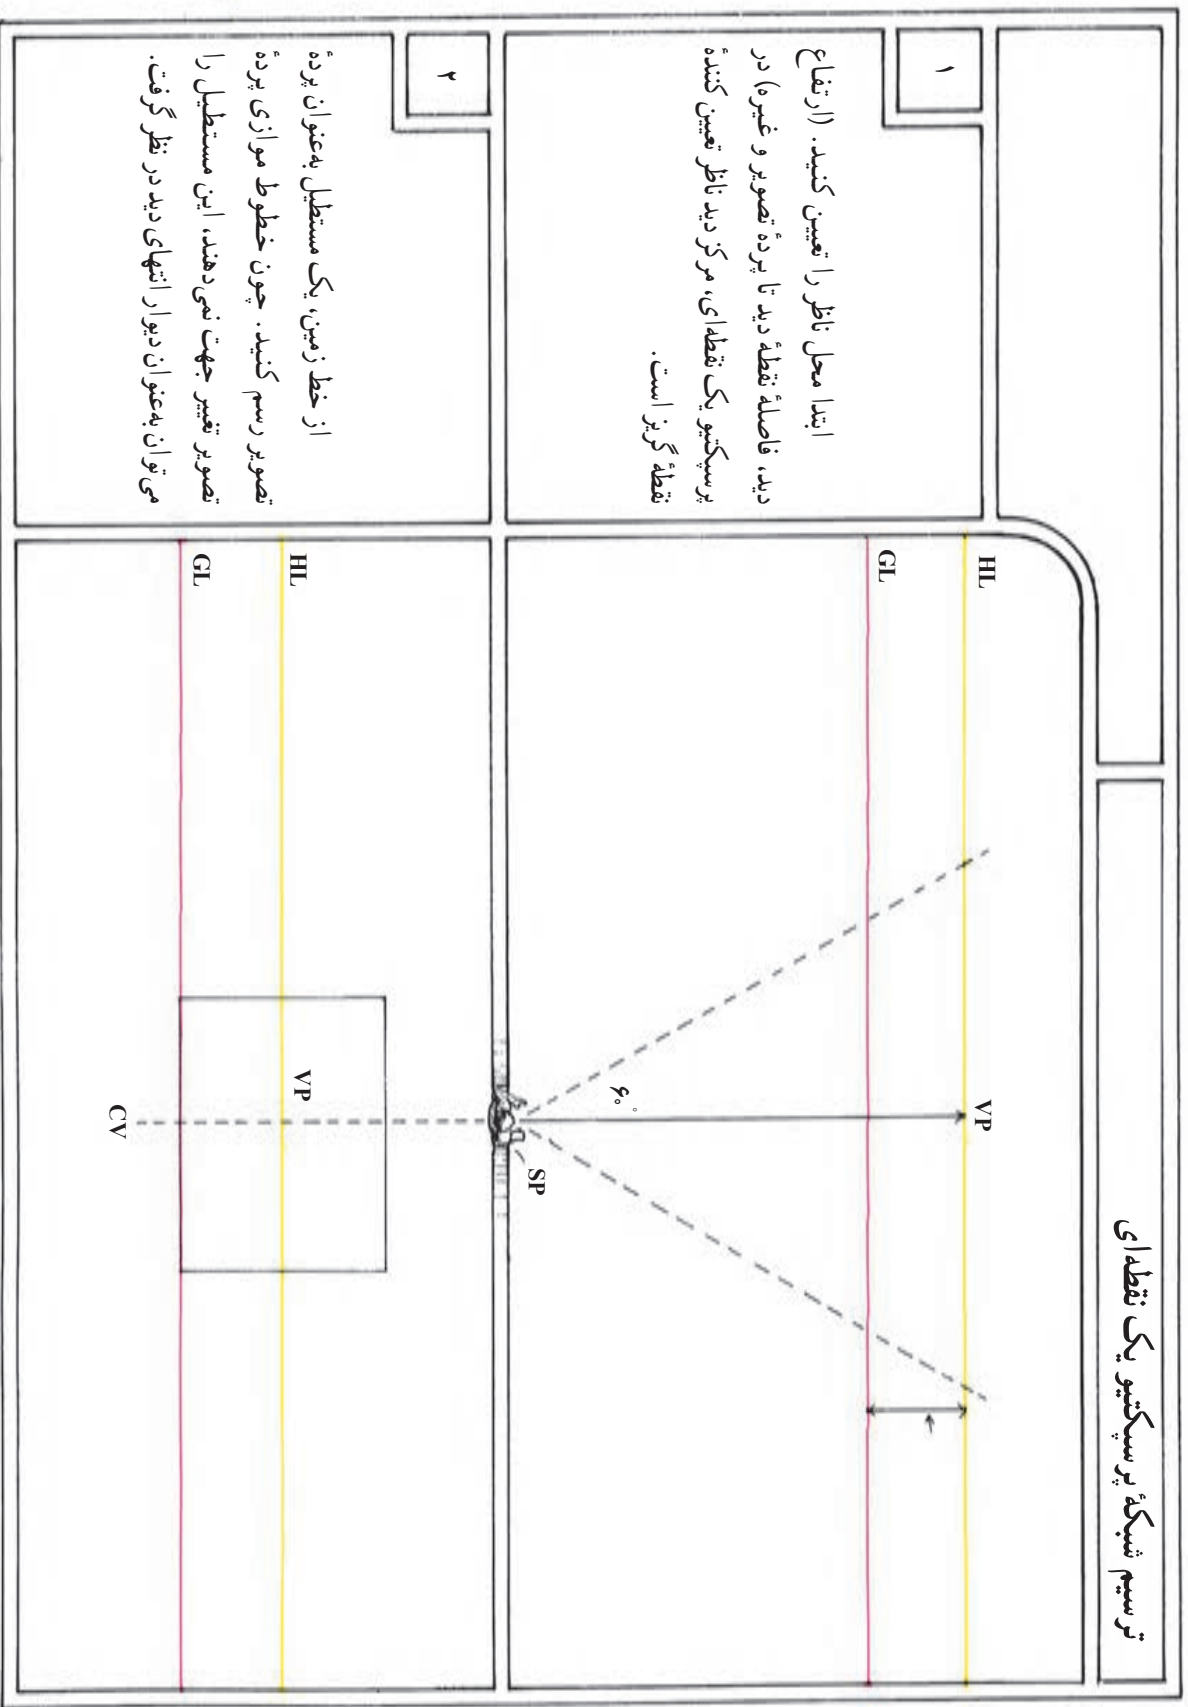 ترسیم شبکهٔ پرسپکتیو یک نقطه‌ای
۱
ابتدا محل ناظر را تعیین کنید. (ارتفاع
دید، فاصلهٔ نقطهٔ دید تا پردهٔ تصویر و غیره) در
پرسپکتیو یک نقطه‌ای، مرکز دید ناظر تعیین کنندهٔ
نقطهٔ گریز است.
HL
VP
GL
۶۰°
SP
۲
از خط زمین، یک مستطیل به‌عنوان پردهٔ
تصویر رسم کنید. چون خطوط موازی پردهٔ
تصویر تغییر جهت نمی‌دهند، این مستطیل را
می‌توان به‌عنوان دیوار انتهای دید در نظر گرفت.
HL
VP
GL
CV